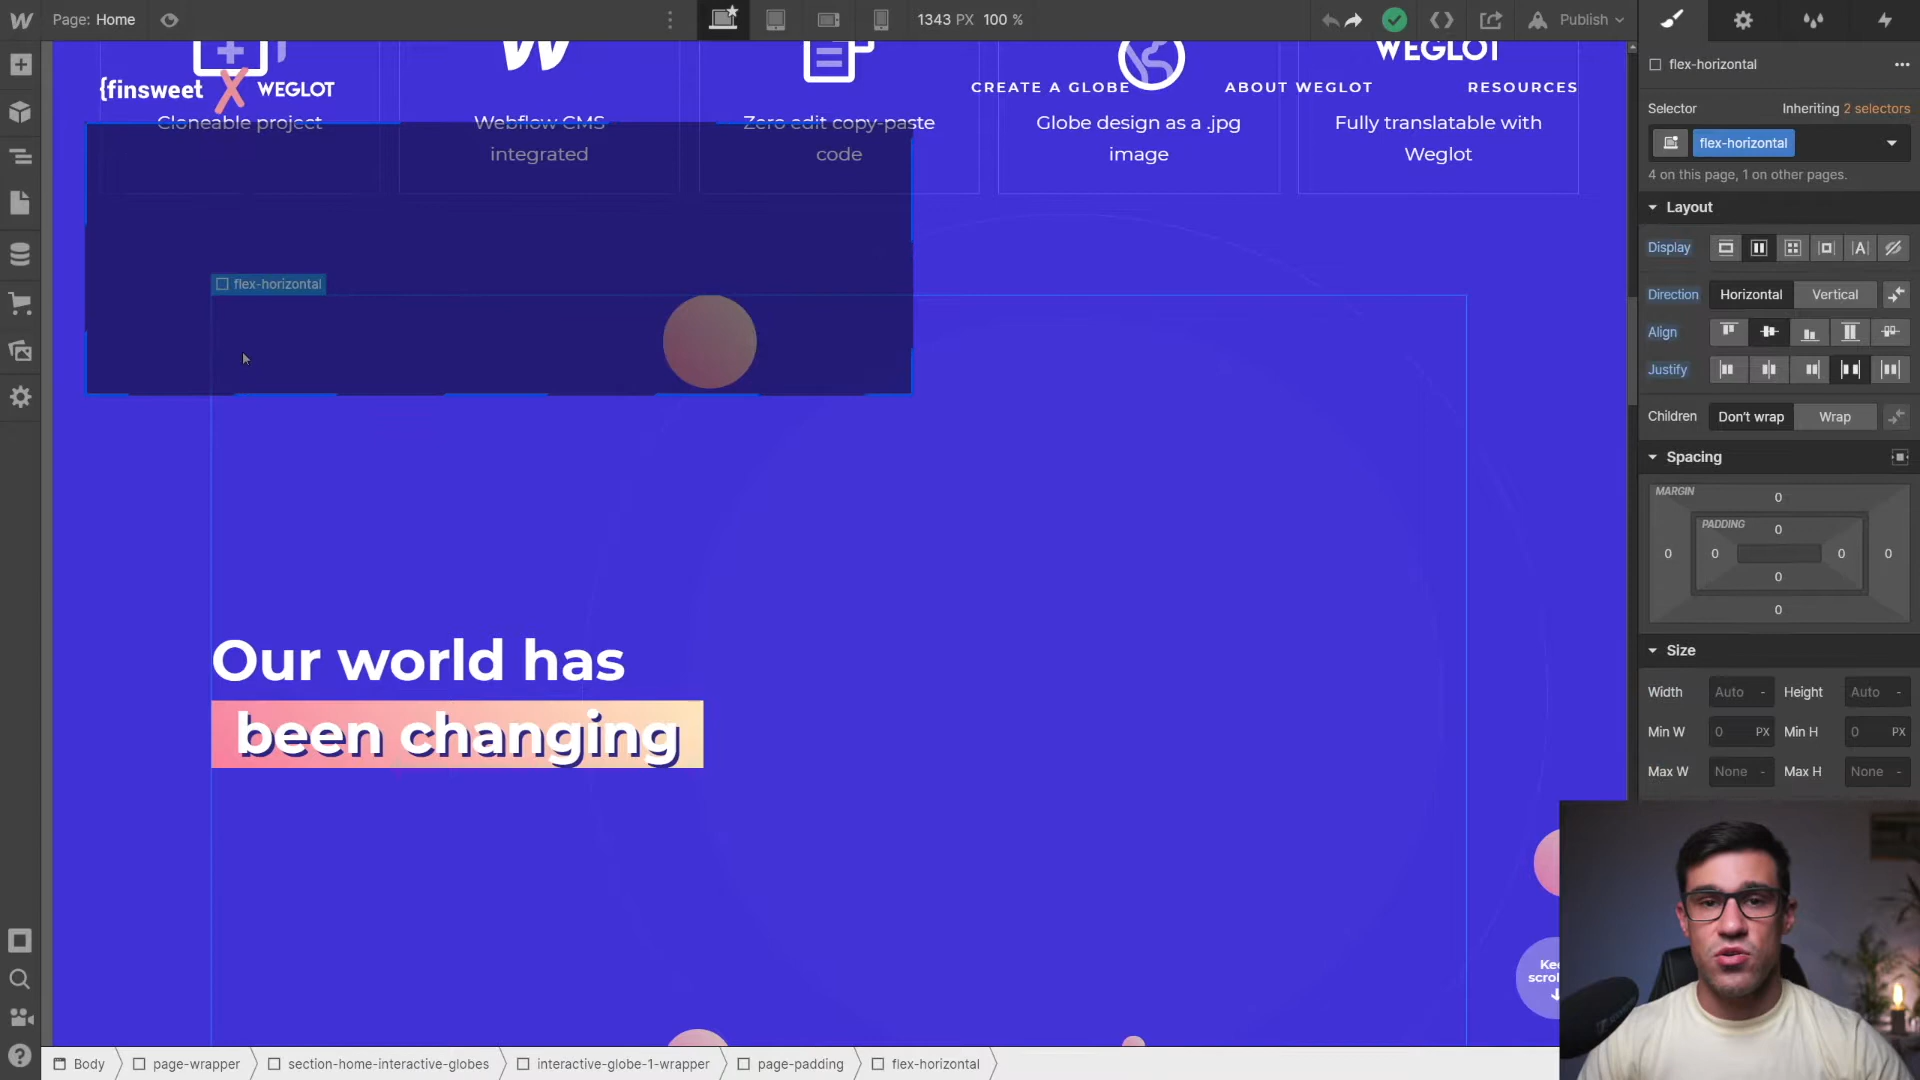 Page: Home
1343 PX 100 %
Publish
{finsweet X WEGLOT
WEGLOT
CREATE A GLOBE
ABOUT WEGLOT
RESOURCES
Cloneable project
Webflow CMS
integrated
Zero edit copy-paste
code
Globe design as a .jpg
image
Fully translatable with
Weglot
flex-horizontal
Our world has
been changing
flex-horizontal
Selector
Inheriting 2 selectors
flex-horizontal
4 on this page, 1 on other pages.
Layout
Display
Direction
Horizontal
Vertical
Align
Justify
Children
Don't wrap
Wrap
Spacing
MARGIN
0
PADDING
0
0
0
0
0
0
0
Size
Width
Auto -
Height
Auto -
Min W
0 PX
Min H
0 PX
Max W
None -
Max H
None -
Body
page-wrapper
section-home-interactive-globes
interactive-globe-1-wrapper
page-padding
flex-horizontal